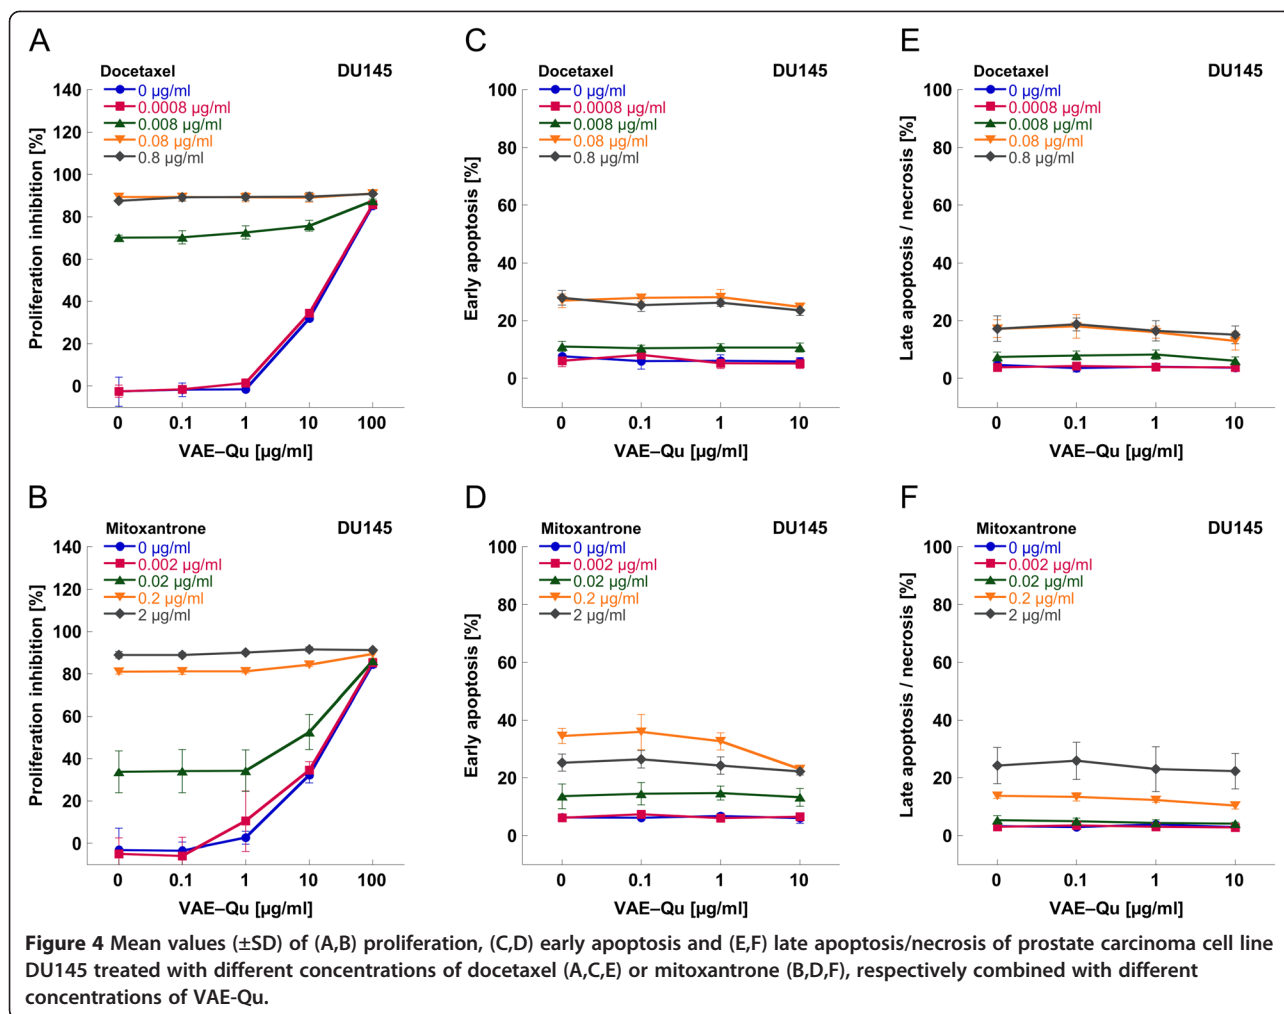 A
Docetaxel
DU145
0 µg/ml
0.0008 µg/ml
0.008 µg/ml
0.08 µg/ml
0.8 µg/ml
Proliferation inhibition [%]
140
120
100
80
60
40
20
0
0 0.1 1 10 100
VAE–Qu [µg/ml]
C
Docetaxel
DU145
0 µg/ml
0.0008 µg/ml
0.008 µg/ml
0.08 µg/ml
0.8 µg/ml
Early apoptosis [%]
100
80
60
40
20
0
0 0.1 1 10
VAE–Qu [µg/ml]
E
Docetaxel
DU145
0 µg/ml
0.0008 µg/ml
0.008 µg/ml
0.08 µg/ml
0.8 µg/ml
Late apoptosis / necrosis [%]
100
80
60
40
20
0
0 0.1 1 10
VAE–Qu [µg/ml]
B
Mitoxantrone
DU145
0 µg/ml
0.002 µg/ml
0.02 µg/ml
0.2 µg/ml
2 µg/ml
Proliferation inhibition [%]
140
120
100
80
60
40
20
0
0 0.1 1 10 100
VAE–Qu [µg/ml]
D
Mitoxantrone
DU145
0 µg/ml
0.002 µg/ml
0.02 µg/ml
0.2 µg/ml
2 µg/ml
Early apoptosis [%]
100
80
60
40
20
0
0 0.1 1 10
VAE–Qu [µg/ml]
F
Mitoxantrone
DU145
0 µg/ml
0.002 µg/ml
0.02 µg/ml
0.2 µg/ml
2 µg/ml
Late apoptosis / necrosis [%]
100
80
60
40
20
0
0 0.1 1 10
VAE–Qu [µg/ml]
Figure 4 Mean values (±SD) of (A,B) proliferation, (C,D) early apoptosis and (E,F) late apoptosis/necrosis of prostate carcinoma cell line
DU145 treated with different concentrations of docetaxel (A,C,E) or mitoxantrone (B,D,F), respectively combined with different
concentrations of VAE-Qu.